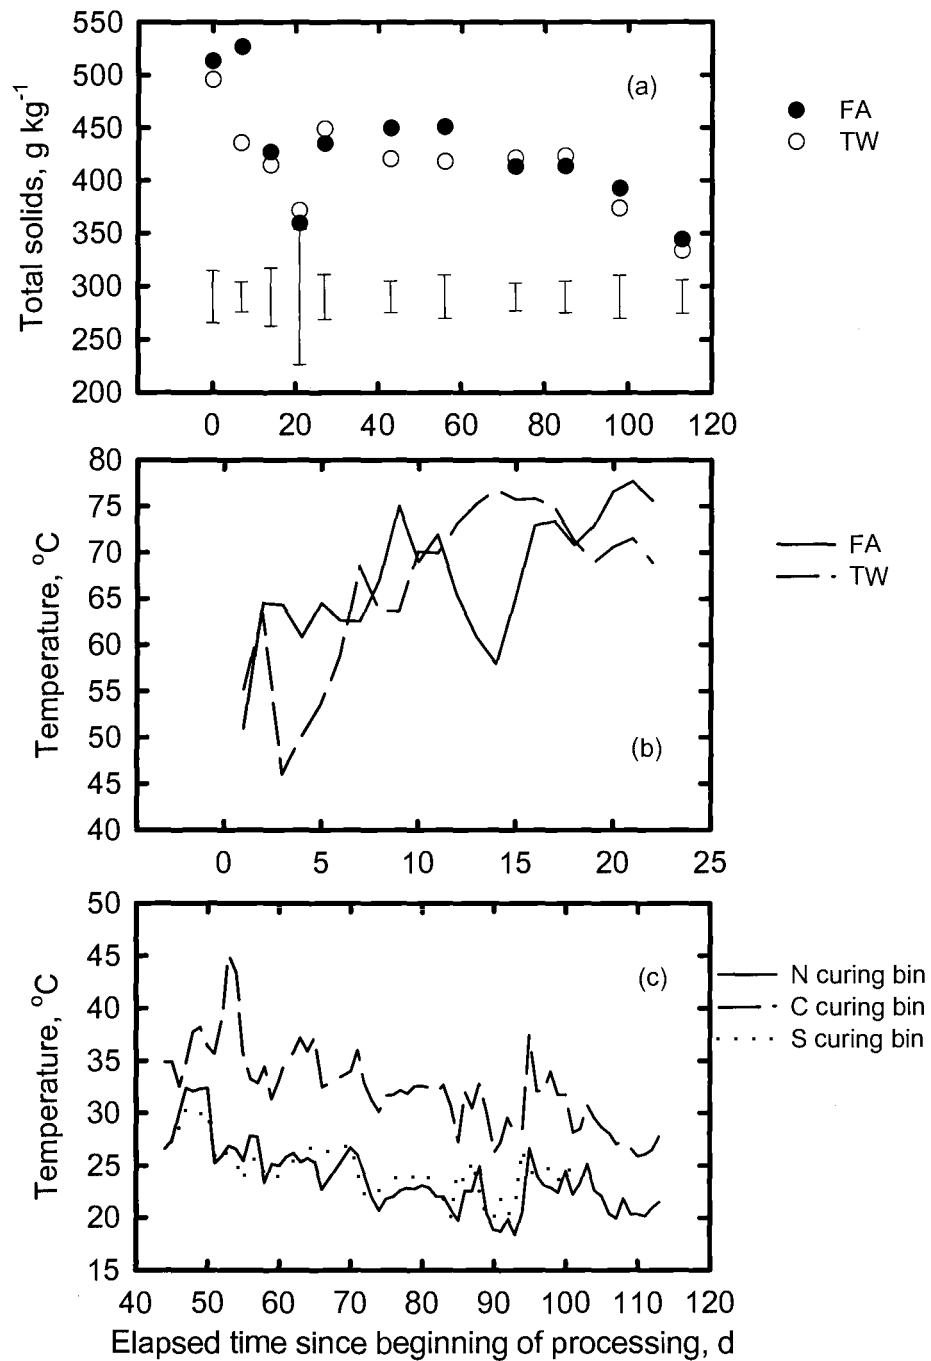 550
500
450
400
350
300
250
200
Total solids, g kg⁻¹
(a)
FA
TW
0 20 40 60 80 100 120
80
75
70
65
60
55
50
45
40
Temperature, °C
(b)
FA
TW
0 5 10 15 20 25
50
45
40
35
30
25
20
15
Temperature, °C
(c)
N curing bin
C curing bin
S curing bin
40 50 60 70 80 90 100 110 120
Elapsed time since beginning of processing, d